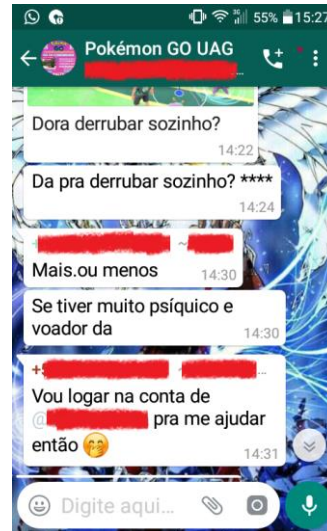 55% 15:27
Pokémon GO UAG
Dora derrubar sozinho?
14:22
Da pra derrubar sozinho? ****
14:24
~
Mais.ou menos
14:30
Se tiver muito psíquico e
voador da
14:30
+
Vou logar na conta de
@ pra me ajudar
então
14:31
Digite aqui...